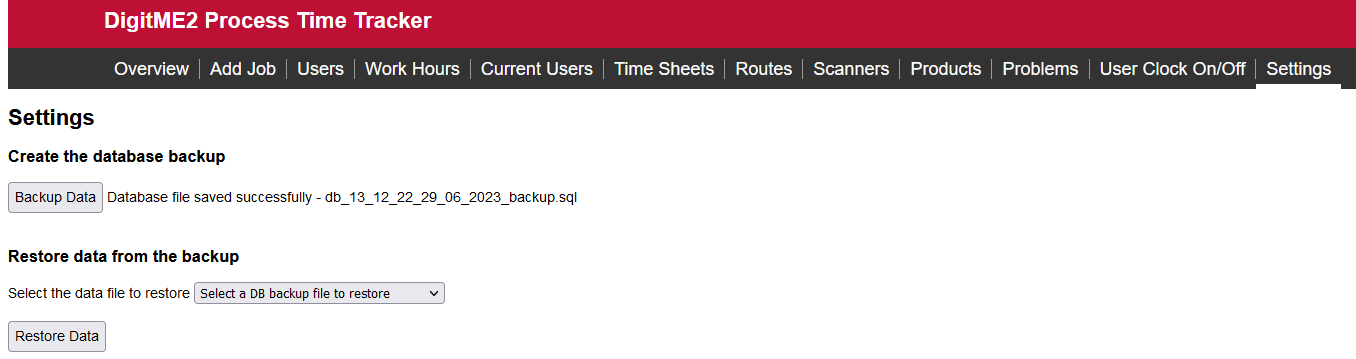 DigitME2 Process Time Tracker
Overview Add Job Users Work Hours Current Users Time Sheets Routes Scanners Products Problems User Clock On/Off Settings
Settings
Create the database backup
Backup Data Database file saved successfully - db_13_12_22_29_06_2023_backup.sql
Restore data from the backup
Select the data file to restore Select a DB backup file to restore
Restore Data